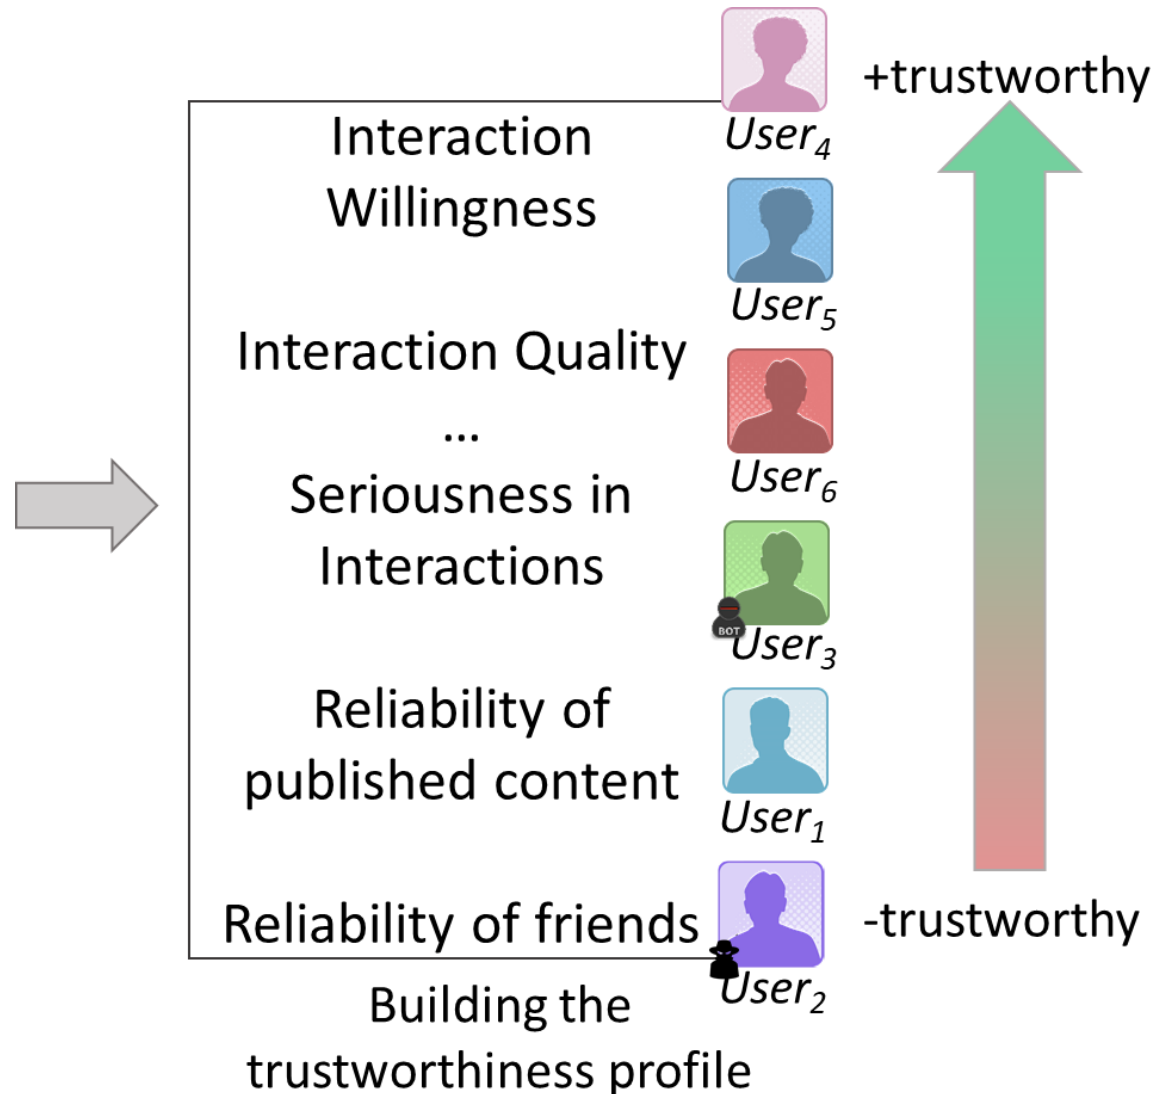 Interaction
Willingness
Interaction Quality
...
Seriousness in
Interactions
Reliability of
published content
Reliability of friends
Building the
trustworthiness profile
User4
User5
User6
BOT
User3
User1
User2
+trustworthy
-trustworthy